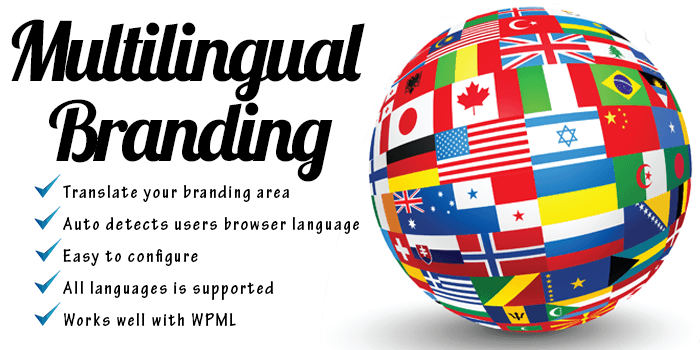 Multilingual
Branding
Translate your branding area
Auto detects users browser language
Easy to configure
All languages is supported
Works well with WPML